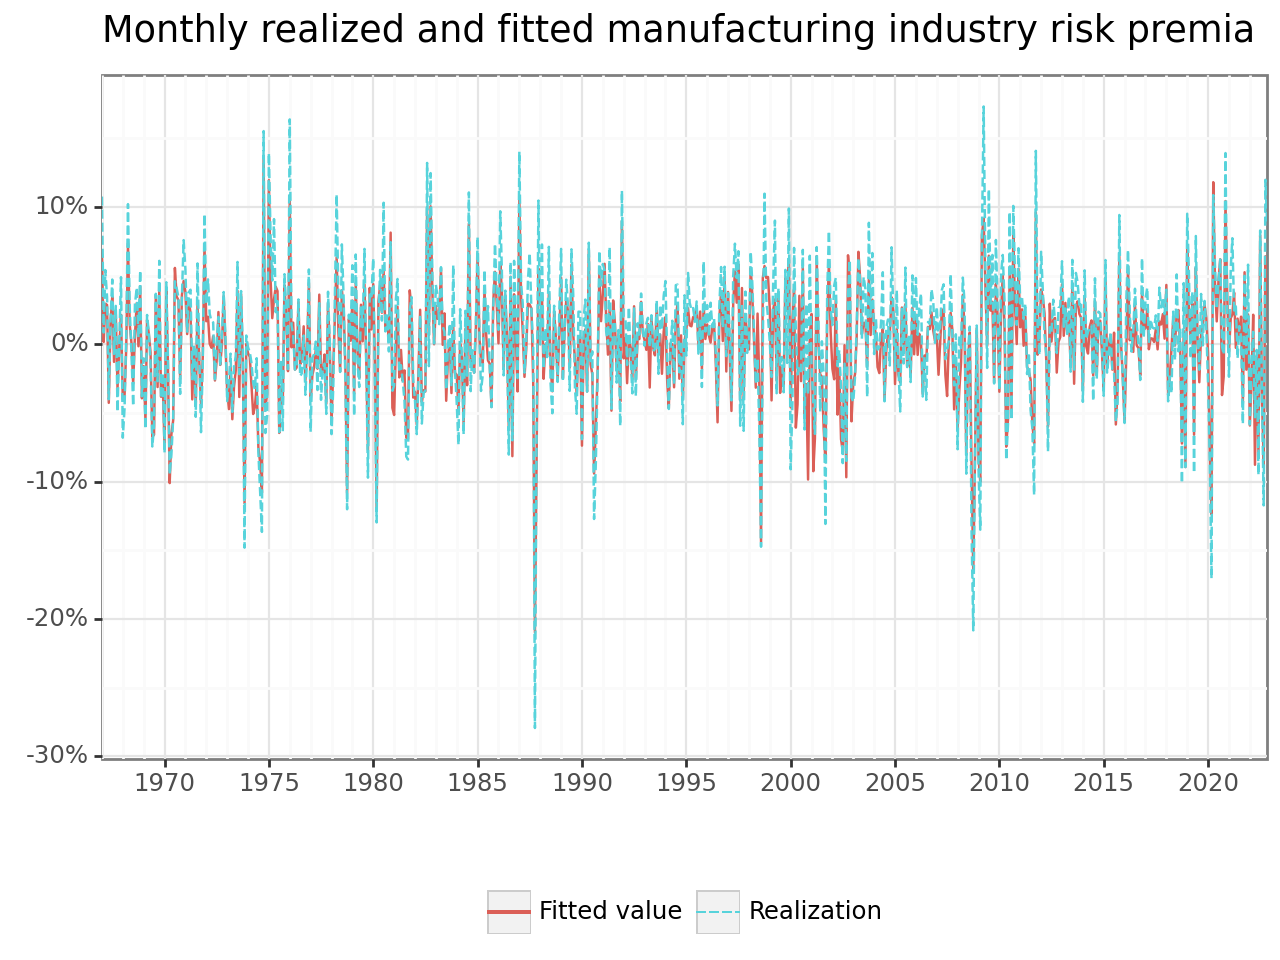 Monthly realized and fitted manufacturing industry risk premia
10%
0%
-10%
-20%
-30%
1970 1975 1980 1985 1990 1995 2000 2005 2010 2015 2020
Fitted value Realization